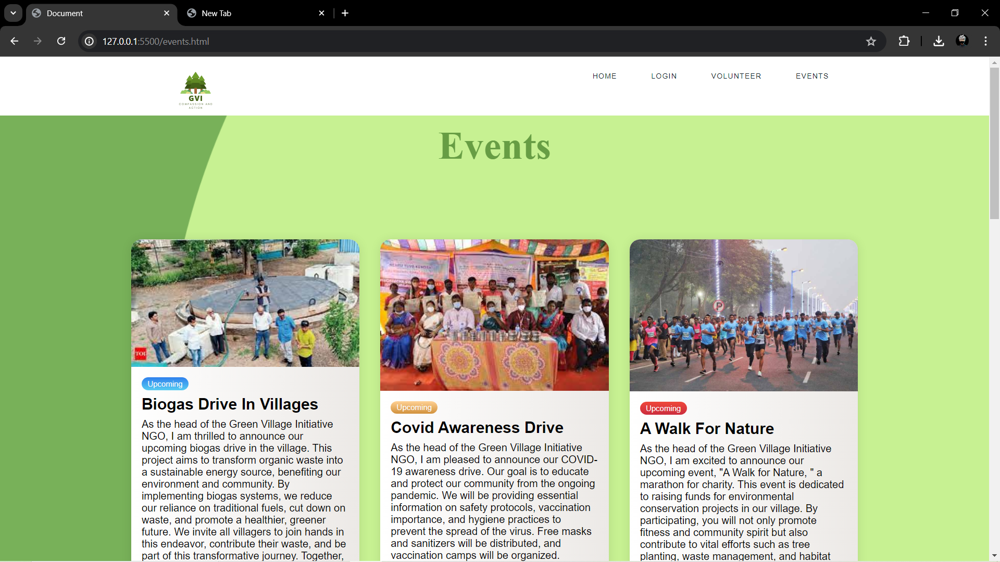 Document
New Tab
127.0.0.1:5500/events.html
GVI
COMPASSION AND
ACTION
HOME
LOGIN
VOLUNTEER
EVENTS
Events
TOI
Upcoming
Biogas Drive In Villages
As the head of the Green Village Initiative
NGO, I am thrilled to announce our
upcoming biogas drive in the village. This
project aims to transform organic waste into
a sustainable energy source, benefiting our
environment and community. By
implementing biogas systems, we reduce
our reliance on traditional fuels, cut down on
waste, and promote a healthier, greener
future. We invite all villagers to join hands in
this endeavor, contribute their waste, and be
part of this transformative journey. Together,
NEHRU YUVA KENDRA
Upcoming
Covid Awareness Drive
As the head of the Green Village Initiative
NGO, I am pleased to announce our COVID-
19 awareness drive. Our goal is to educate
and protect our community from the ongoing
pandemic. We will be providing essential
information on safety protocols, vaccination
importance, and hygiene practices to
prevent the spread of the virus. Free masks
and sanitizers will be distributed, and
vaccination camps will be organized.
P
Upcoming
A Walk For Nature
As the head of the Green Village Initiative
NGO, I am excited to announce our
upcoming event, "A Walk for Nature, " a
marathon for charity. This event is dedicated
to raising funds for environmental
conservation projects in our village. By
participating, you will not only promote
fitness and community spirit but also
contribute to vital efforts such as tree
planting, waste management, and habitat